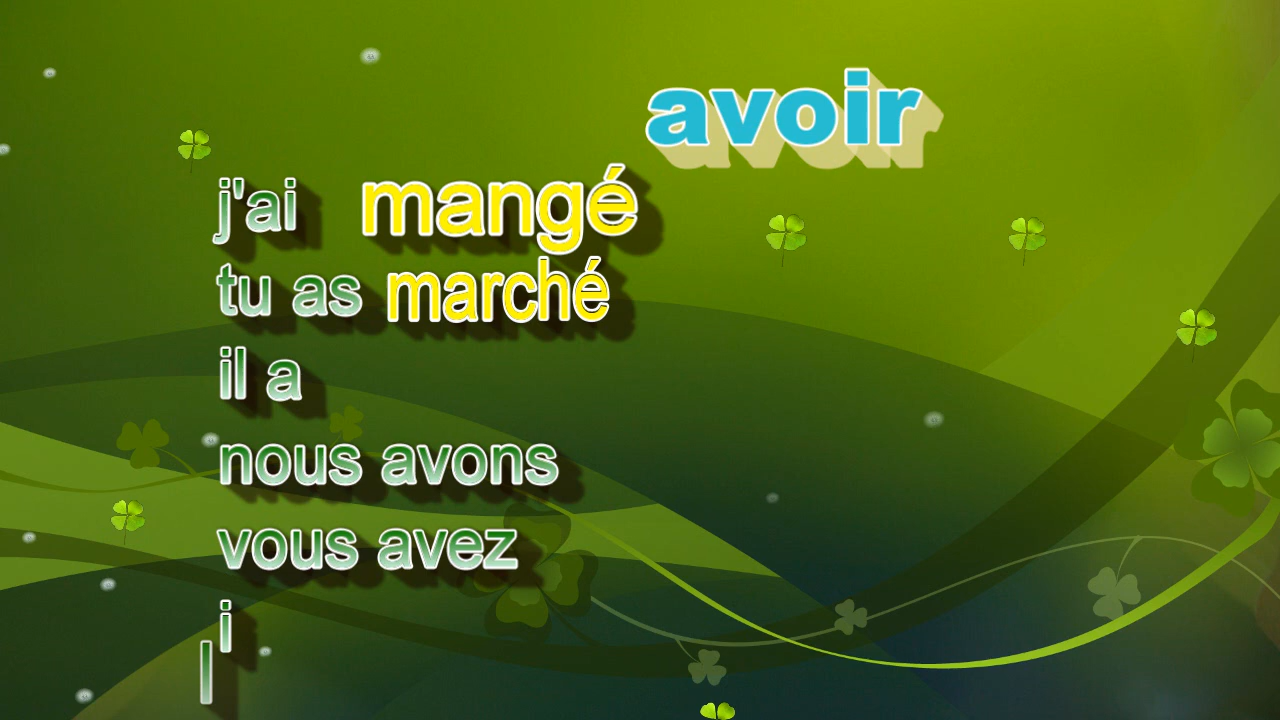 avoir
j'ai mangé
tu as marché
il a
nous avons
vous avez
i
l